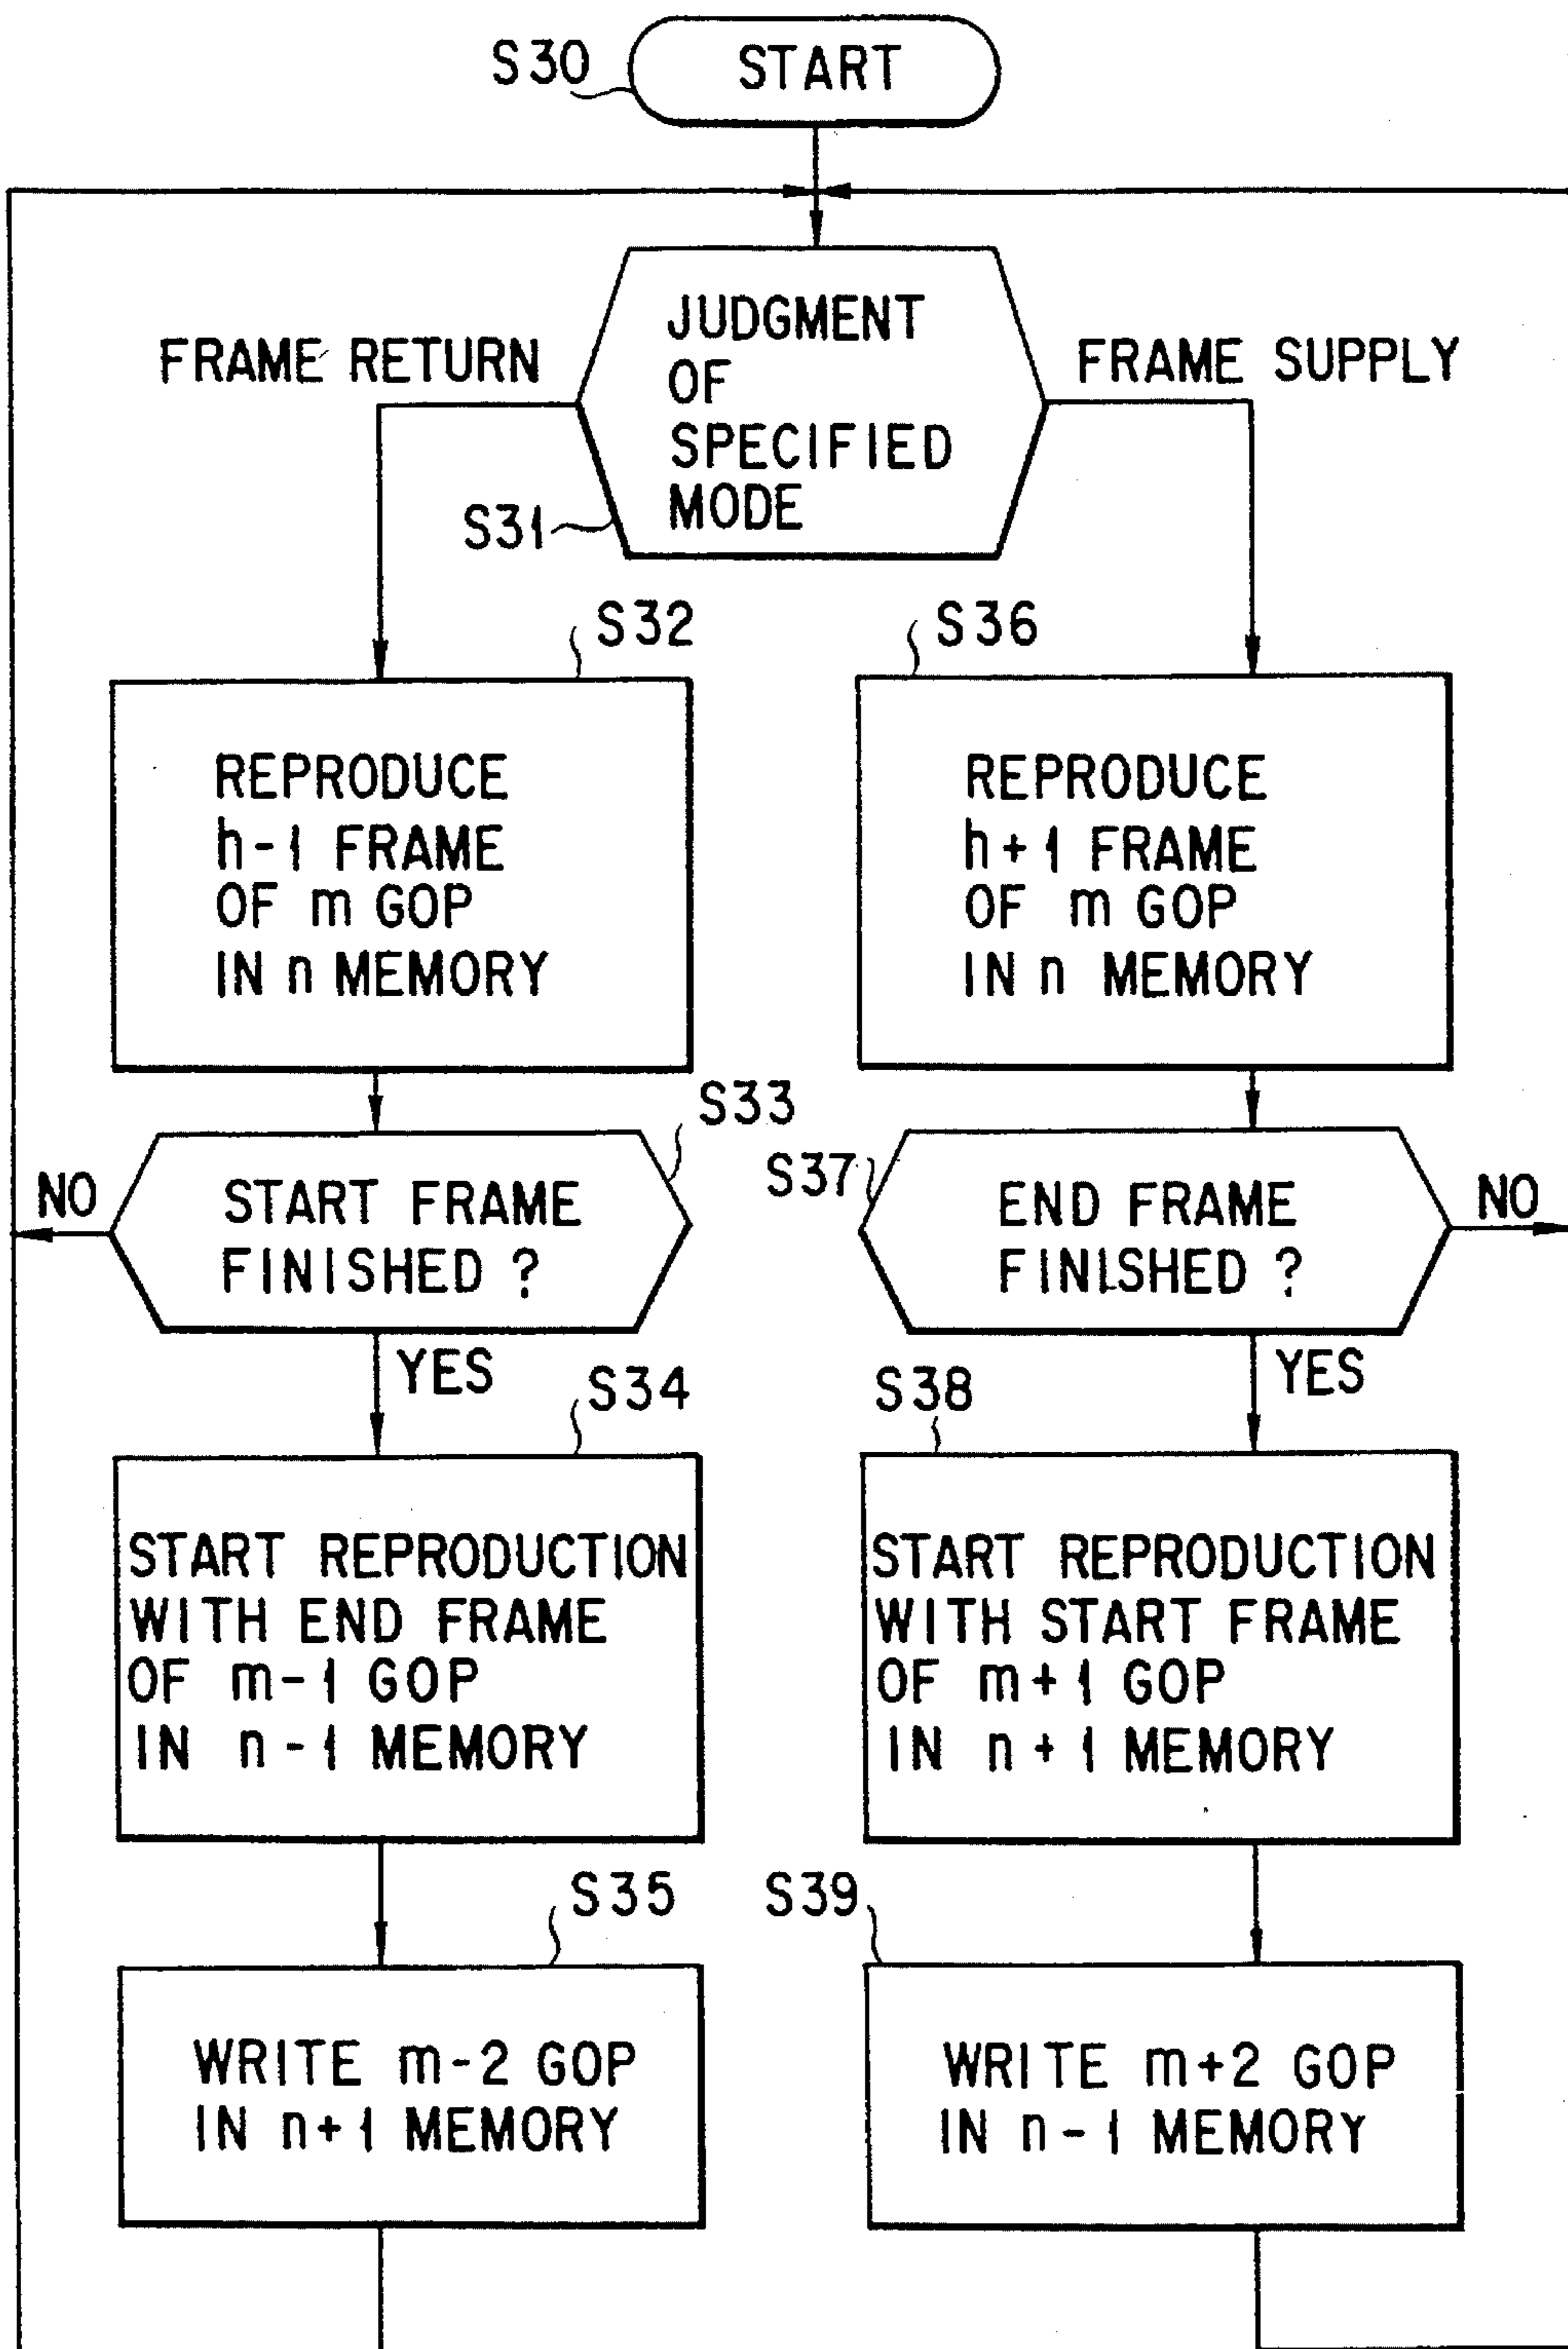 S30
START
JUDGMENT
OF
SPECIFIED
MODE
S31
FRAME RETURN
FRAME SUPPLY
S32
REPRODUCE
h-1 FRAME
OF m GOP
IN n MEMORY
S36
REPRODUCE
h+1 FRAME
OF m GOP
IN n MEMORY
S33
START FRAME
FINISHED ?
NO
YES
S37
END FRAME
FINISHED ?
NO
YES
S34
START REPRODUCTION
WITH END FRAME
OF m-1 GOP
IN n-1 MEMORY
S38
START REPRODUCTION
WITH START FRAME
OF m+1 GOP
IN n+1 MEMORY
S35
WRITE m-2 GOP
IN n+1 MEMORY
S39
WRITE m+2 GOP
IN n-1 MEMORY